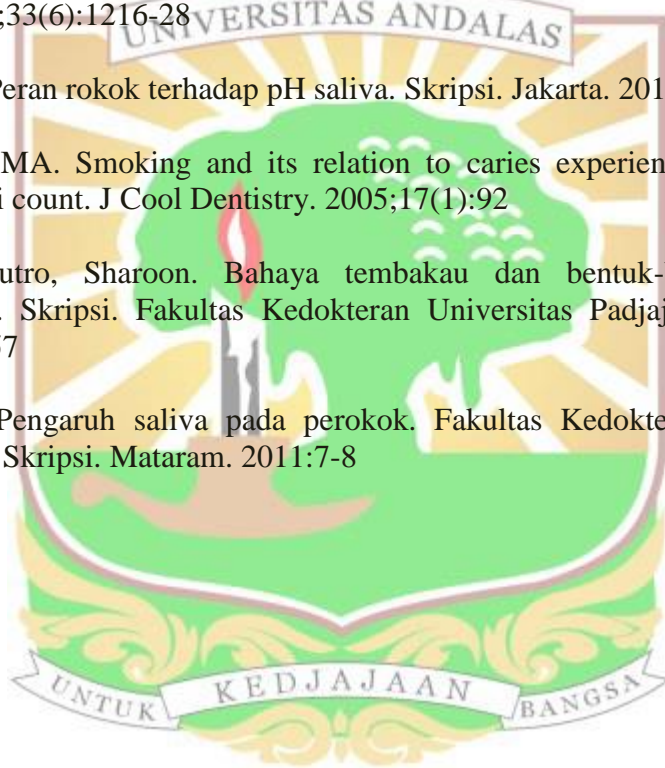 ;33(6):1216-28
UNIVERSITAS ANDALAS
Peran rokok terhadap pH saliva. Skripsi. Jakarta. 201
MA. Smoking and its relation to caries experien
i count. J Cool Dentistry. 2005;17(1):92
utro, Sharoon. Bahaya tembakau dan bentuk-
. Skripsi. Fakultas Kedokteran Universitas Padjaj
7
Pengaruh saliva pada perokok. Fakultas Kedokte
Skripsi. Mataram. 2011:7-8
UNTUK KEDJAJAAN BANGSA